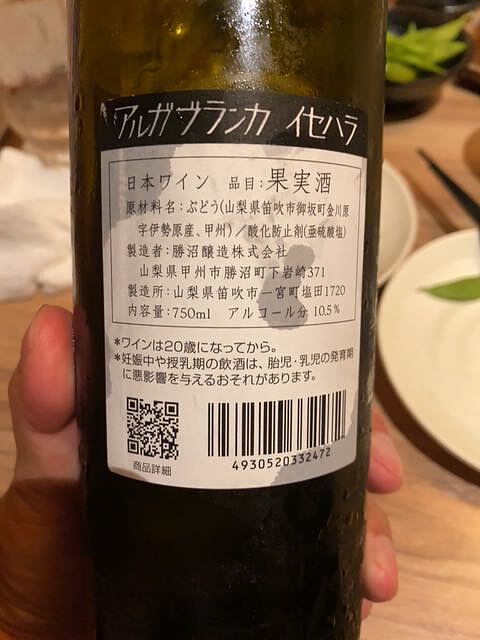 アルガブランカ イセハラ
日本ワイン 品目:果実酒
原材料名:ぶどう(山梨県笛吹市御坂町金川原
字伊勢原産、甲州)/酸化防止剤(亜硫酸塩)
製造者:勝沼醸造株式会社
山梨県甲州市勝沼町下岩崎371
製造所:山梨県笛吹市一宮町塩田1720
内容量:750ml アルコール分 10.5%
*ワインは20歳になってから。
*妊娠中や授乳期の飲酒は、胎児・乳児の発育期
に悪影響を与えるおそれがあります。
商品詳細
4930520332472